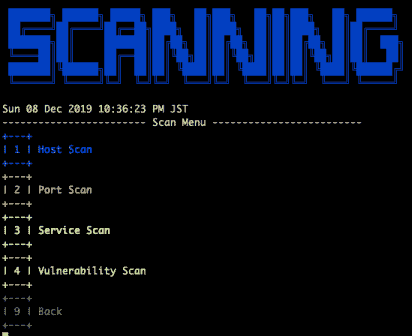 SCANNING
Sun 08 Dec 2019 10:36:23 PM JST
------------------------ Scan Menu -------------------------
+---+
| 1 | Host Scan
+---+
+---+
| 2 | Port Scan
+---+
+---+
| 3 | Service Scan
+---+
+---+
| 4 | Vulnerability Scan
+---+
+---+
| 9 | Back
+---+